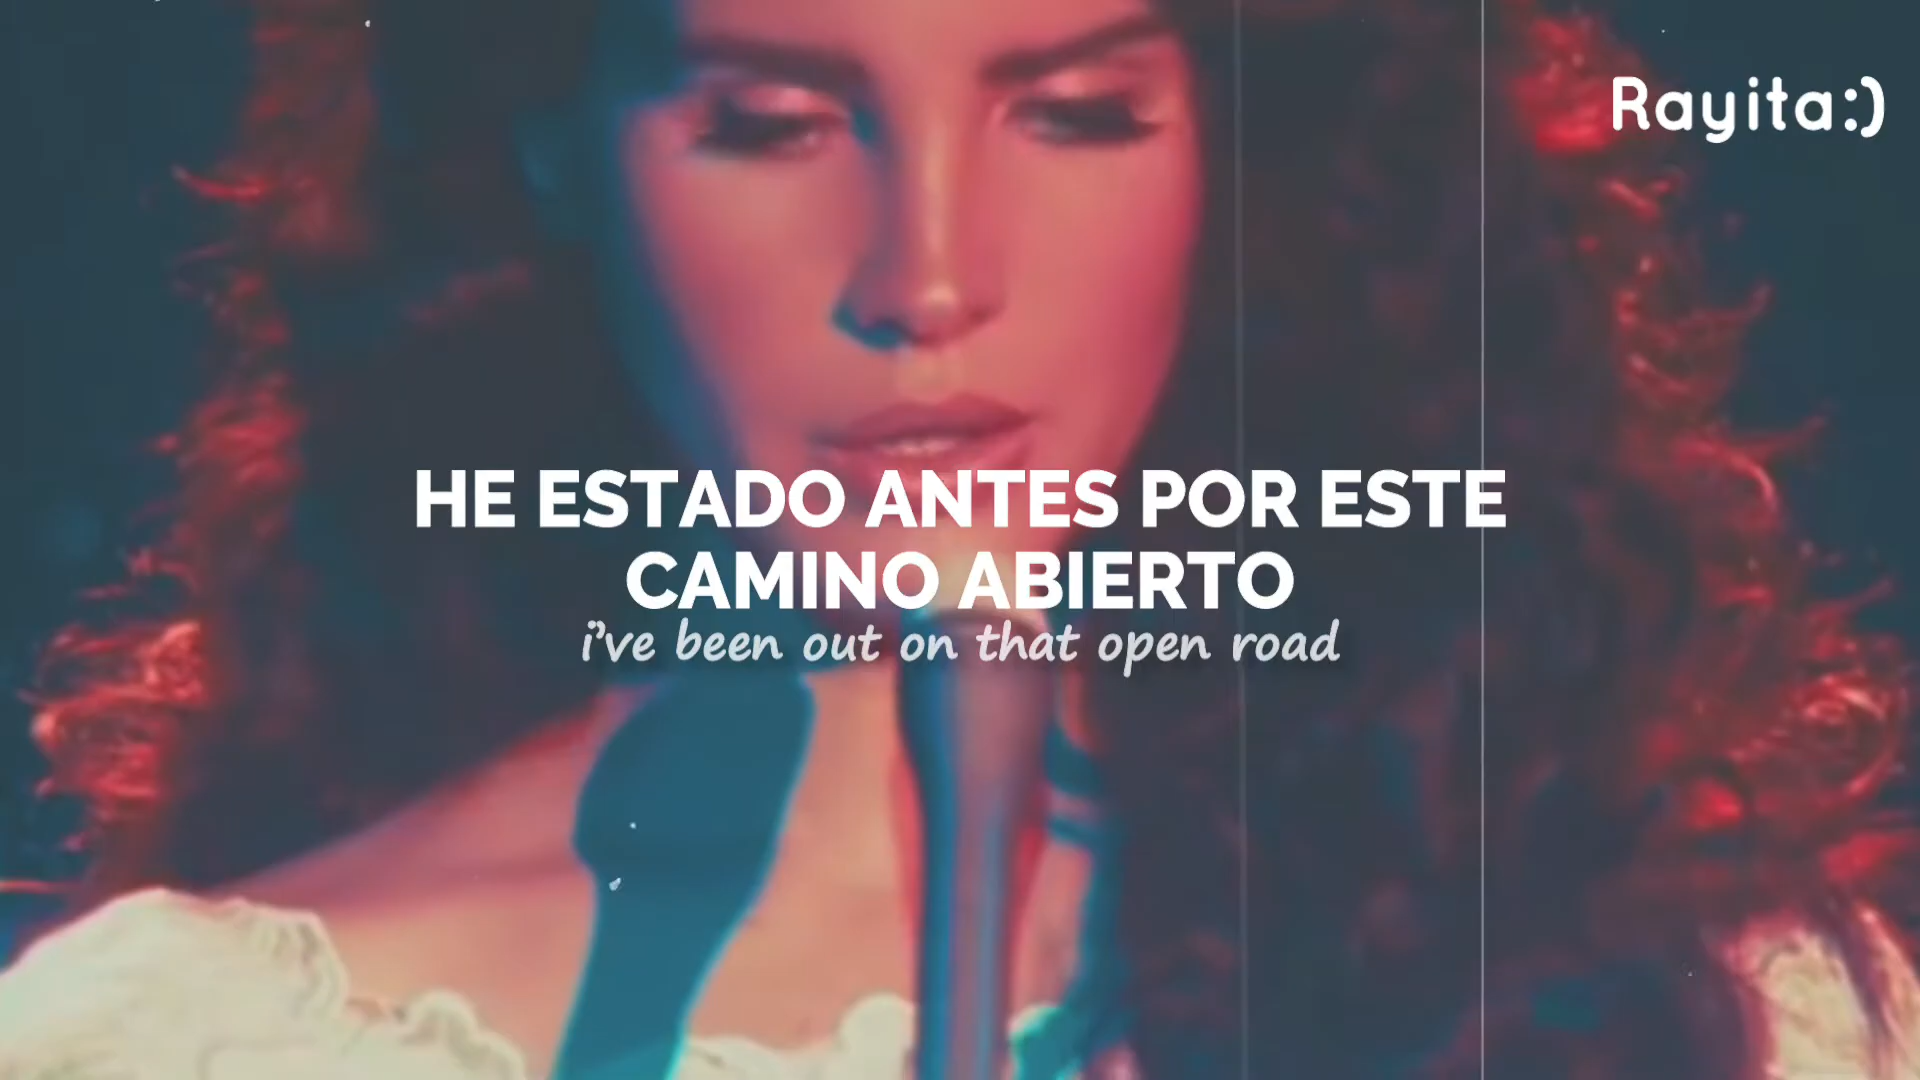 Rayita:)
HE ESTADO ANTES POR ESTE
CAMINO ABIERTO
i've been out on that open road